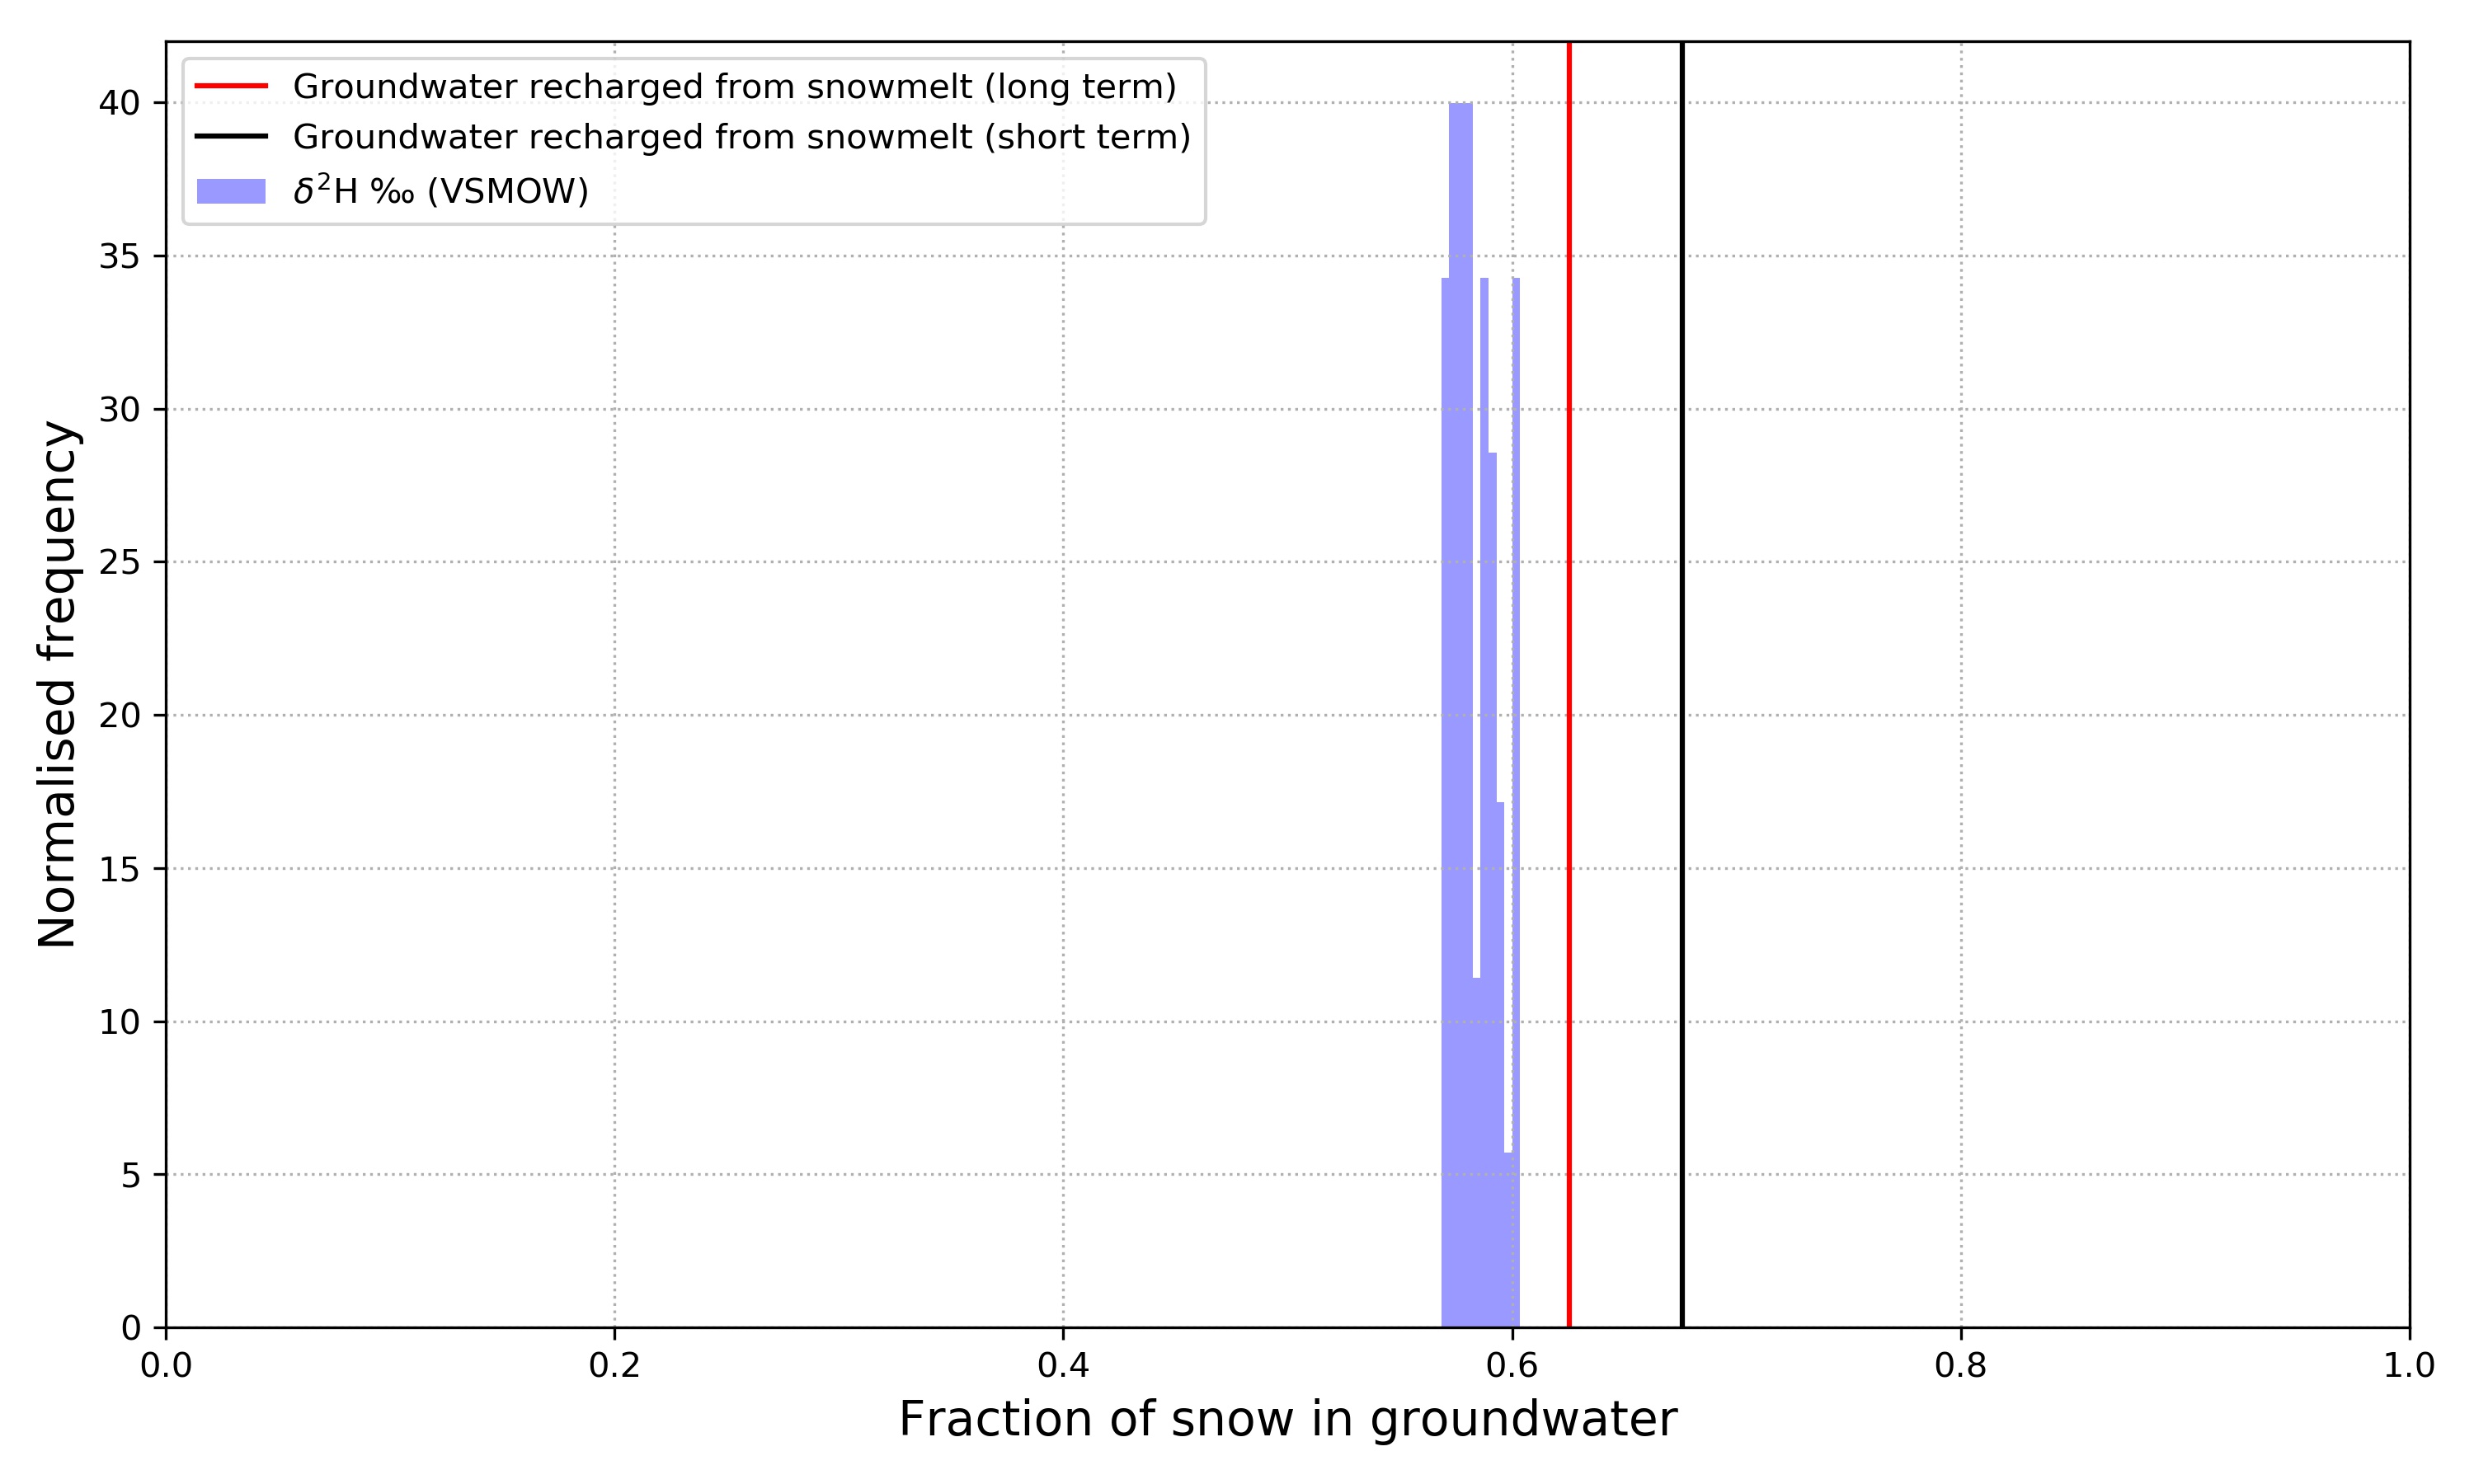 Groundwater recharged from snowmelt (long term)
Groundwater recharged from snowmelt (short term)
δ²H ‰ (VSMOW)
40
35
30
25
20
15
10
5
0
Normalised frequency
0.0 0.2 0.4 0.6 0.8 1.0
Fraction of snow in groundwater